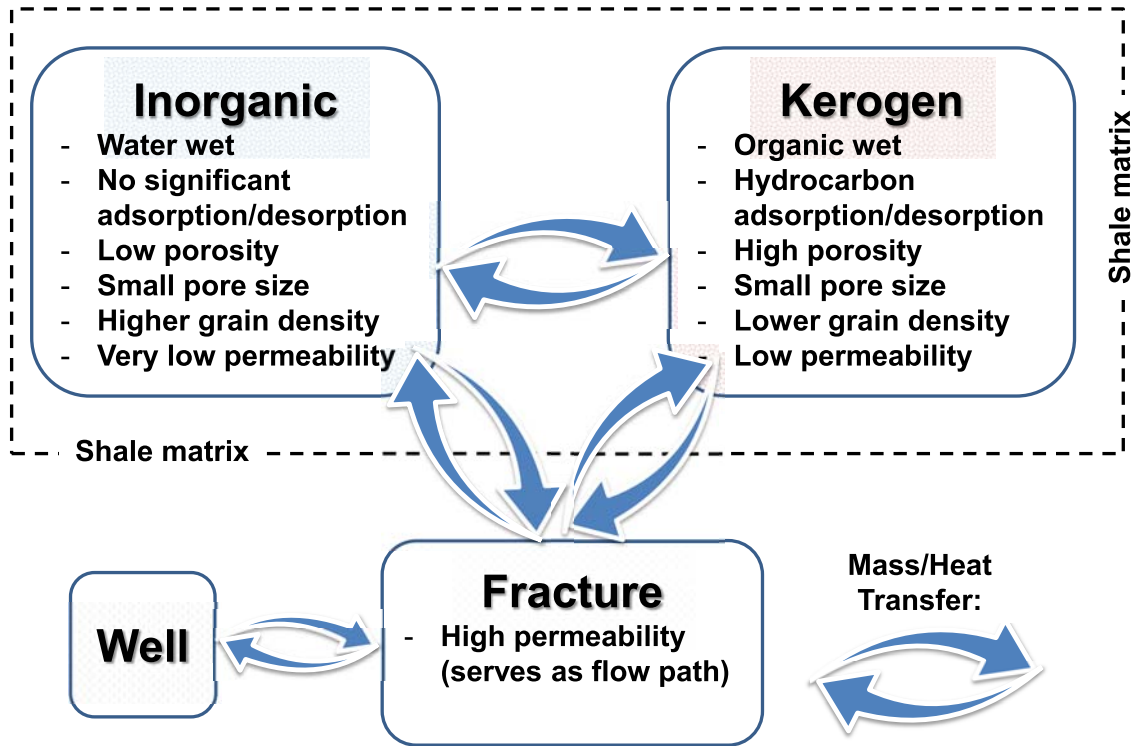 Inorganic
- Water wet
- No significant
adsorption/desorption
- Low porosity
- Small pore size
- Higher grain density
- Very low permeability
Kerogen
- Organic wet
- Hydrocarbon
adsorption/desorption
- High porosity
- Small pore size
- Lower grain density
- Low permeability
Shale matrix
Shale matrix
Well
Fracture
- High permeability
(serves as flow path)
Mass/Heat
Transfer: